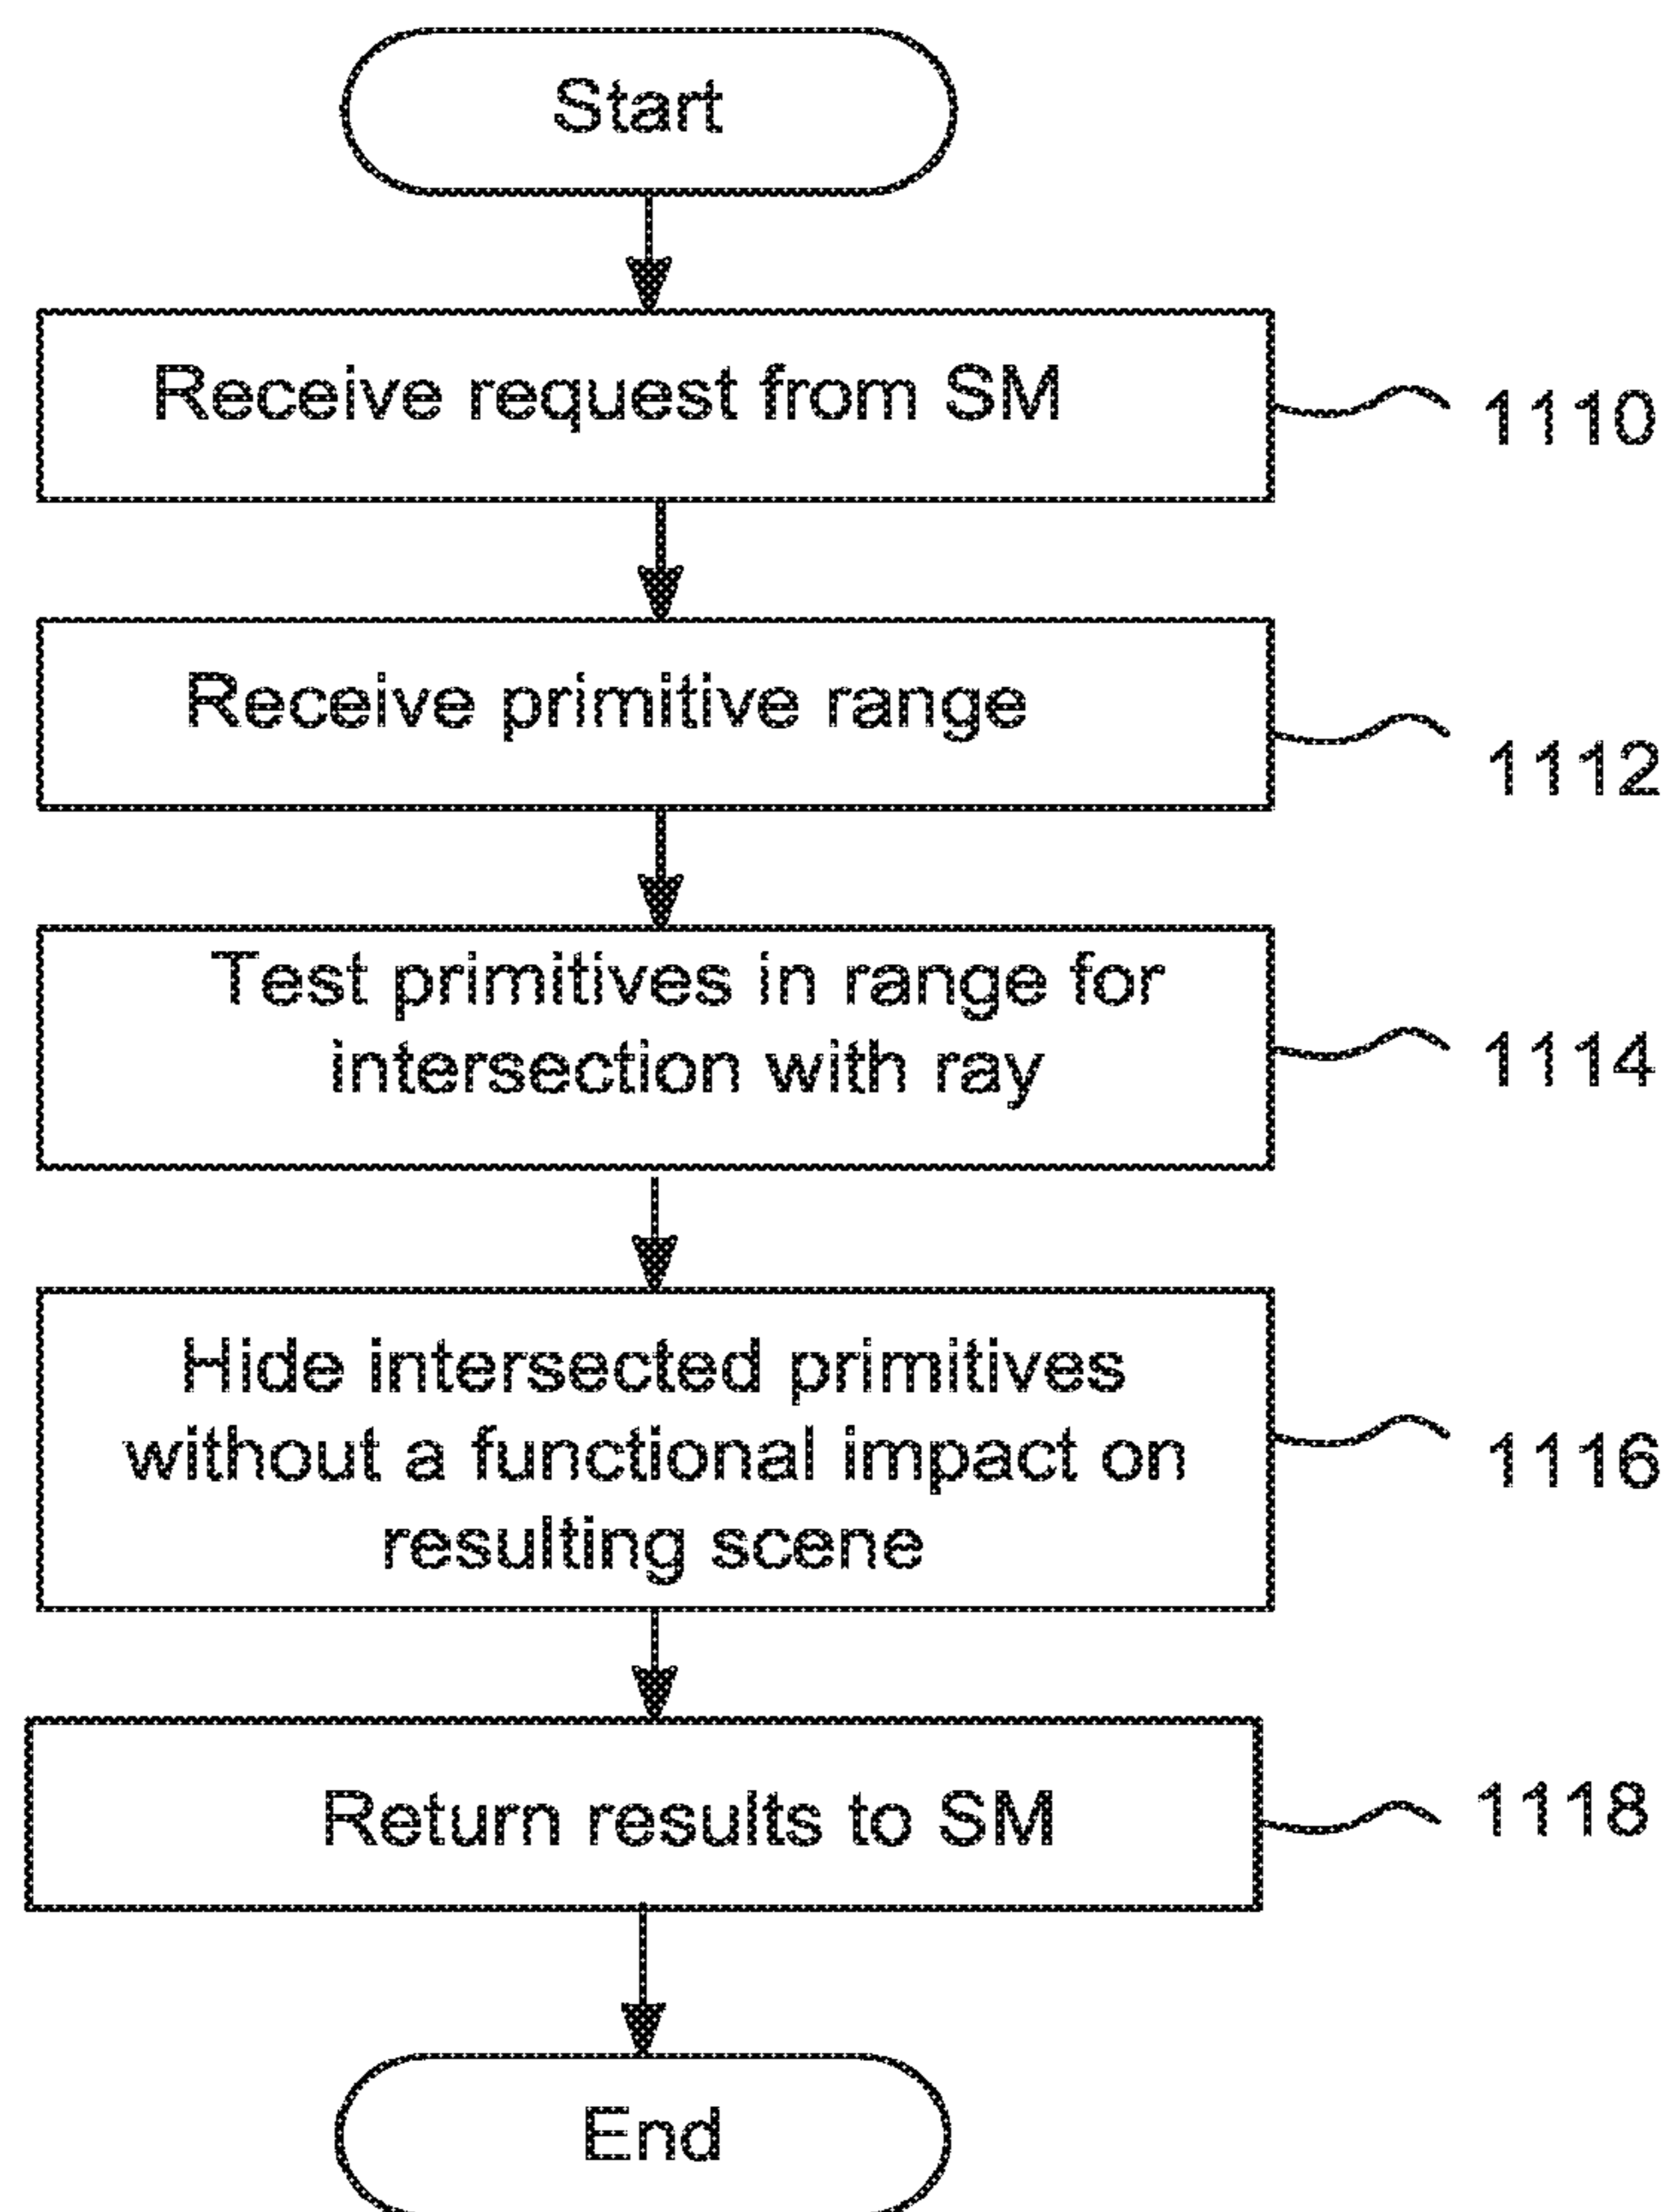 Start
Receive request from SM
1110
Receive primitive range
1112
Test primitives in range for
intersection with ray
1114
Hide intersected primitives
without a functional impact on
resulting scene
1116
Return results to SM
1118
End